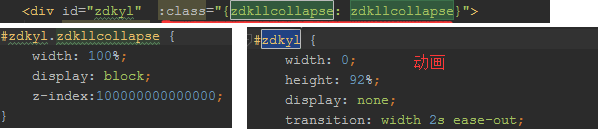 <div id="zdkyl" :class="{zdkllcollapse: zdkllcollapse}">
#zdkyl.zdkllcollapse {
width: 100%;
display: block;
z-index:100000000000000;
}
#zdkyl {
width: 0;
动画
height: 92%;
display: none;
transition: width 2s ease-out;